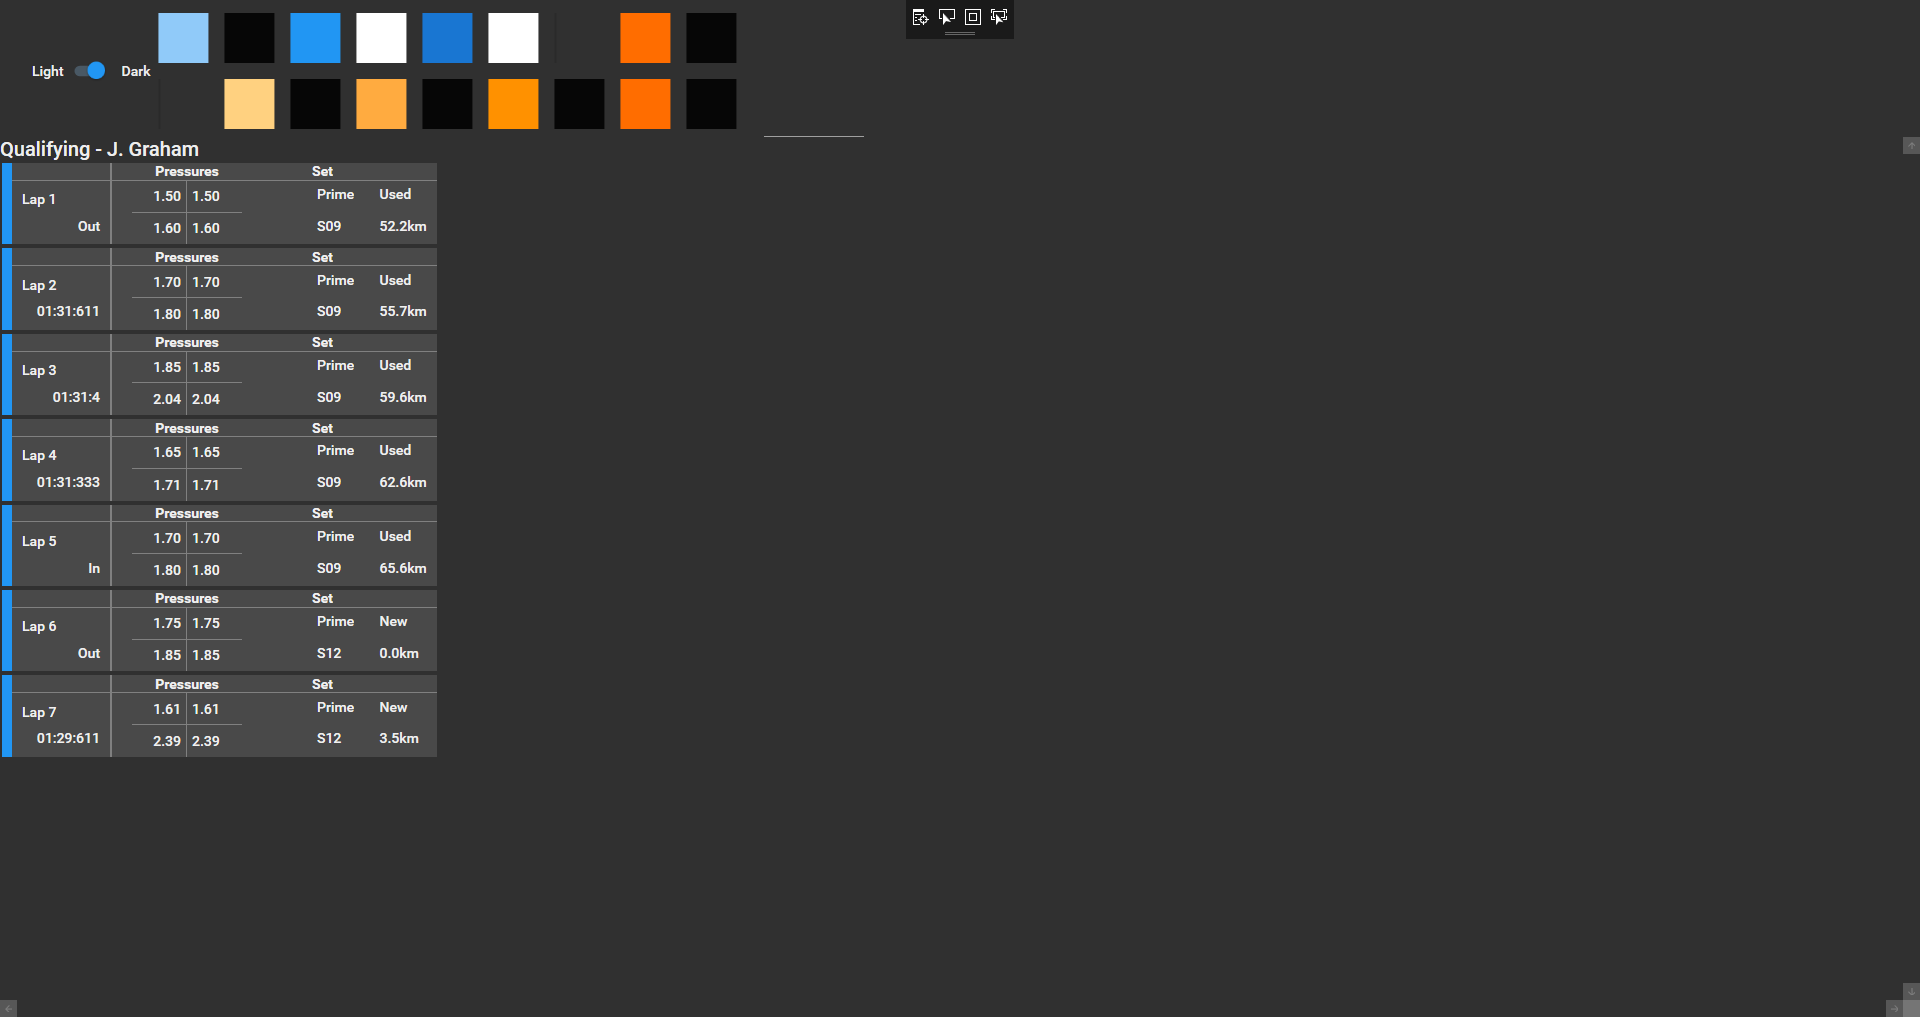 Light Dark
Qualifying - J. Graham
Pressures Set
Lap 1 1.50 1.50 Prime Used
Out 1.60 1.60 S09 52.2km
Pressures Set
Lap 2 1.70 1.70 Prime Used
01:31:611 1.80 1.80 S09 55.7km
Pressures Set
Lap 3 1.85 1.85 Prime Used
01:31:4 2.04 2.04 S09 59.6km
Pressures Set
Lap 4 1.65 1.65 Prime Used
01:31:333 1.71 1.71 S09 62.6km
Pressures Set
Lap 5 1.70 1.70 Prime Used
In 1.80 1.80 S09 65.6km
Pressures Set
Lap 6 1.75 1.75 Prime New
Out 1.85 1.85 S12 0.0km
Pressures Set
Lap 7 1.61 1.61 Prime New
01:29:611 2.39 2.39 S12 3.5km